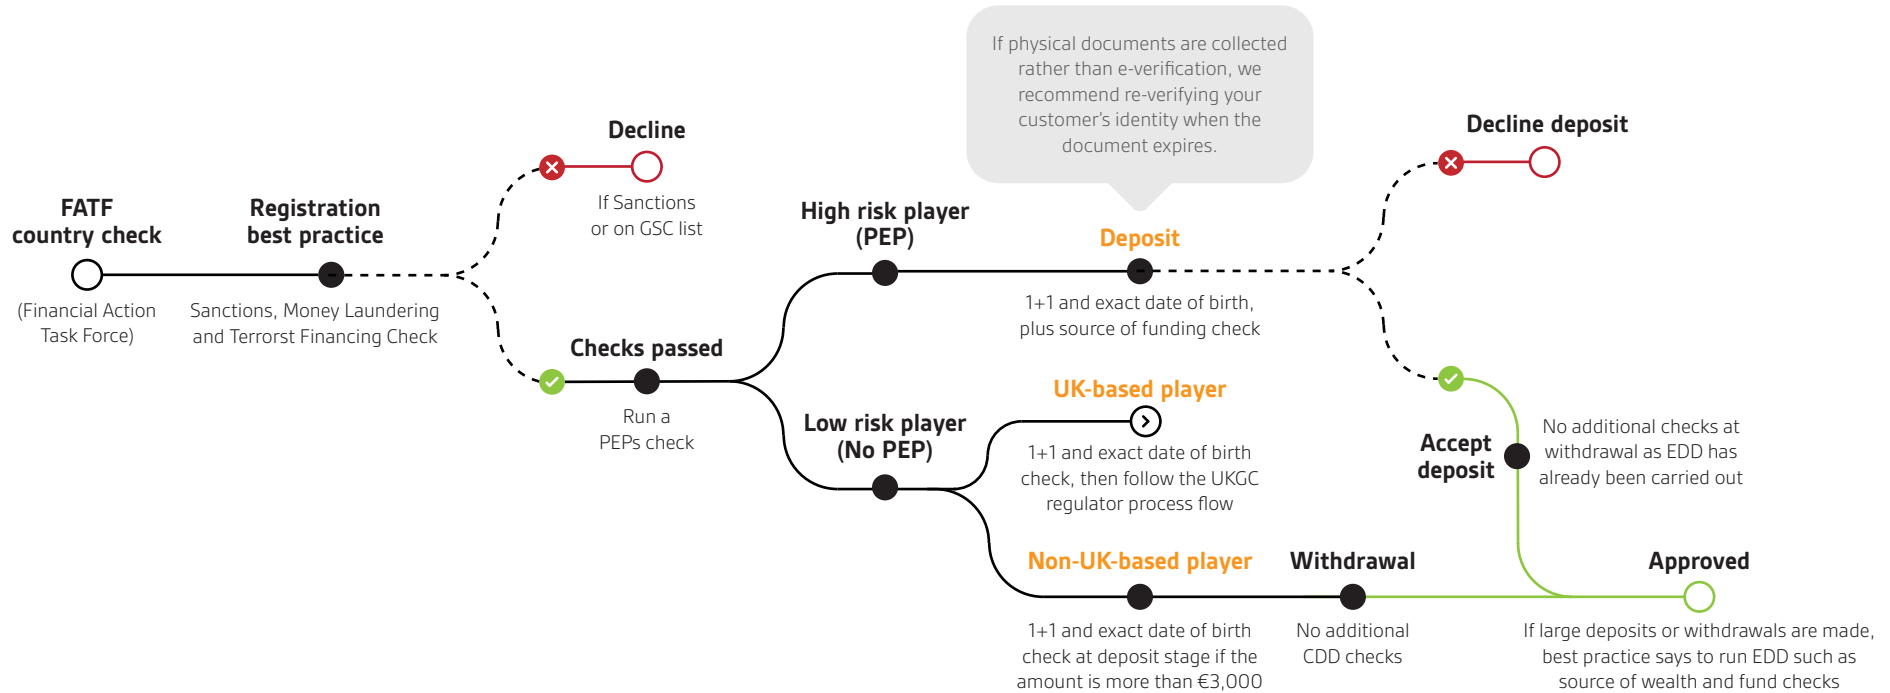 FATF
country check
(Financial Action
Task Force)
Registration
best practice
Sanctions, Money Laundering
and Terrorst Financing Check
Decline
If Sanctions
or on GSC list
Checks passed
Run a
PEPs check
High risk player
(PEP)
If physical documents are collected
rather than e-verification, we
recommend re-verifying your
customer's identity when the
document expires.
Deposit
1+1 and exact date of birth,
plus source of funding check
Decline deposit
Accept
deposit
No additional checks at
withdrawal as EDD has
already been carried out
Low risk player
(No PEP)
UK-based player
1+1 and exact date of birth
check, then follow the UKGC
regulator process flow
Non-UK-based player
1+1 and exact date of birth
check at deposit stage if the
amount is more than €3,000
Withdrawal
No additional
CDD checks
Approved
If large deposits or withdrawals are made,
best practice says to run EDD such as
source of wealth and fund checks